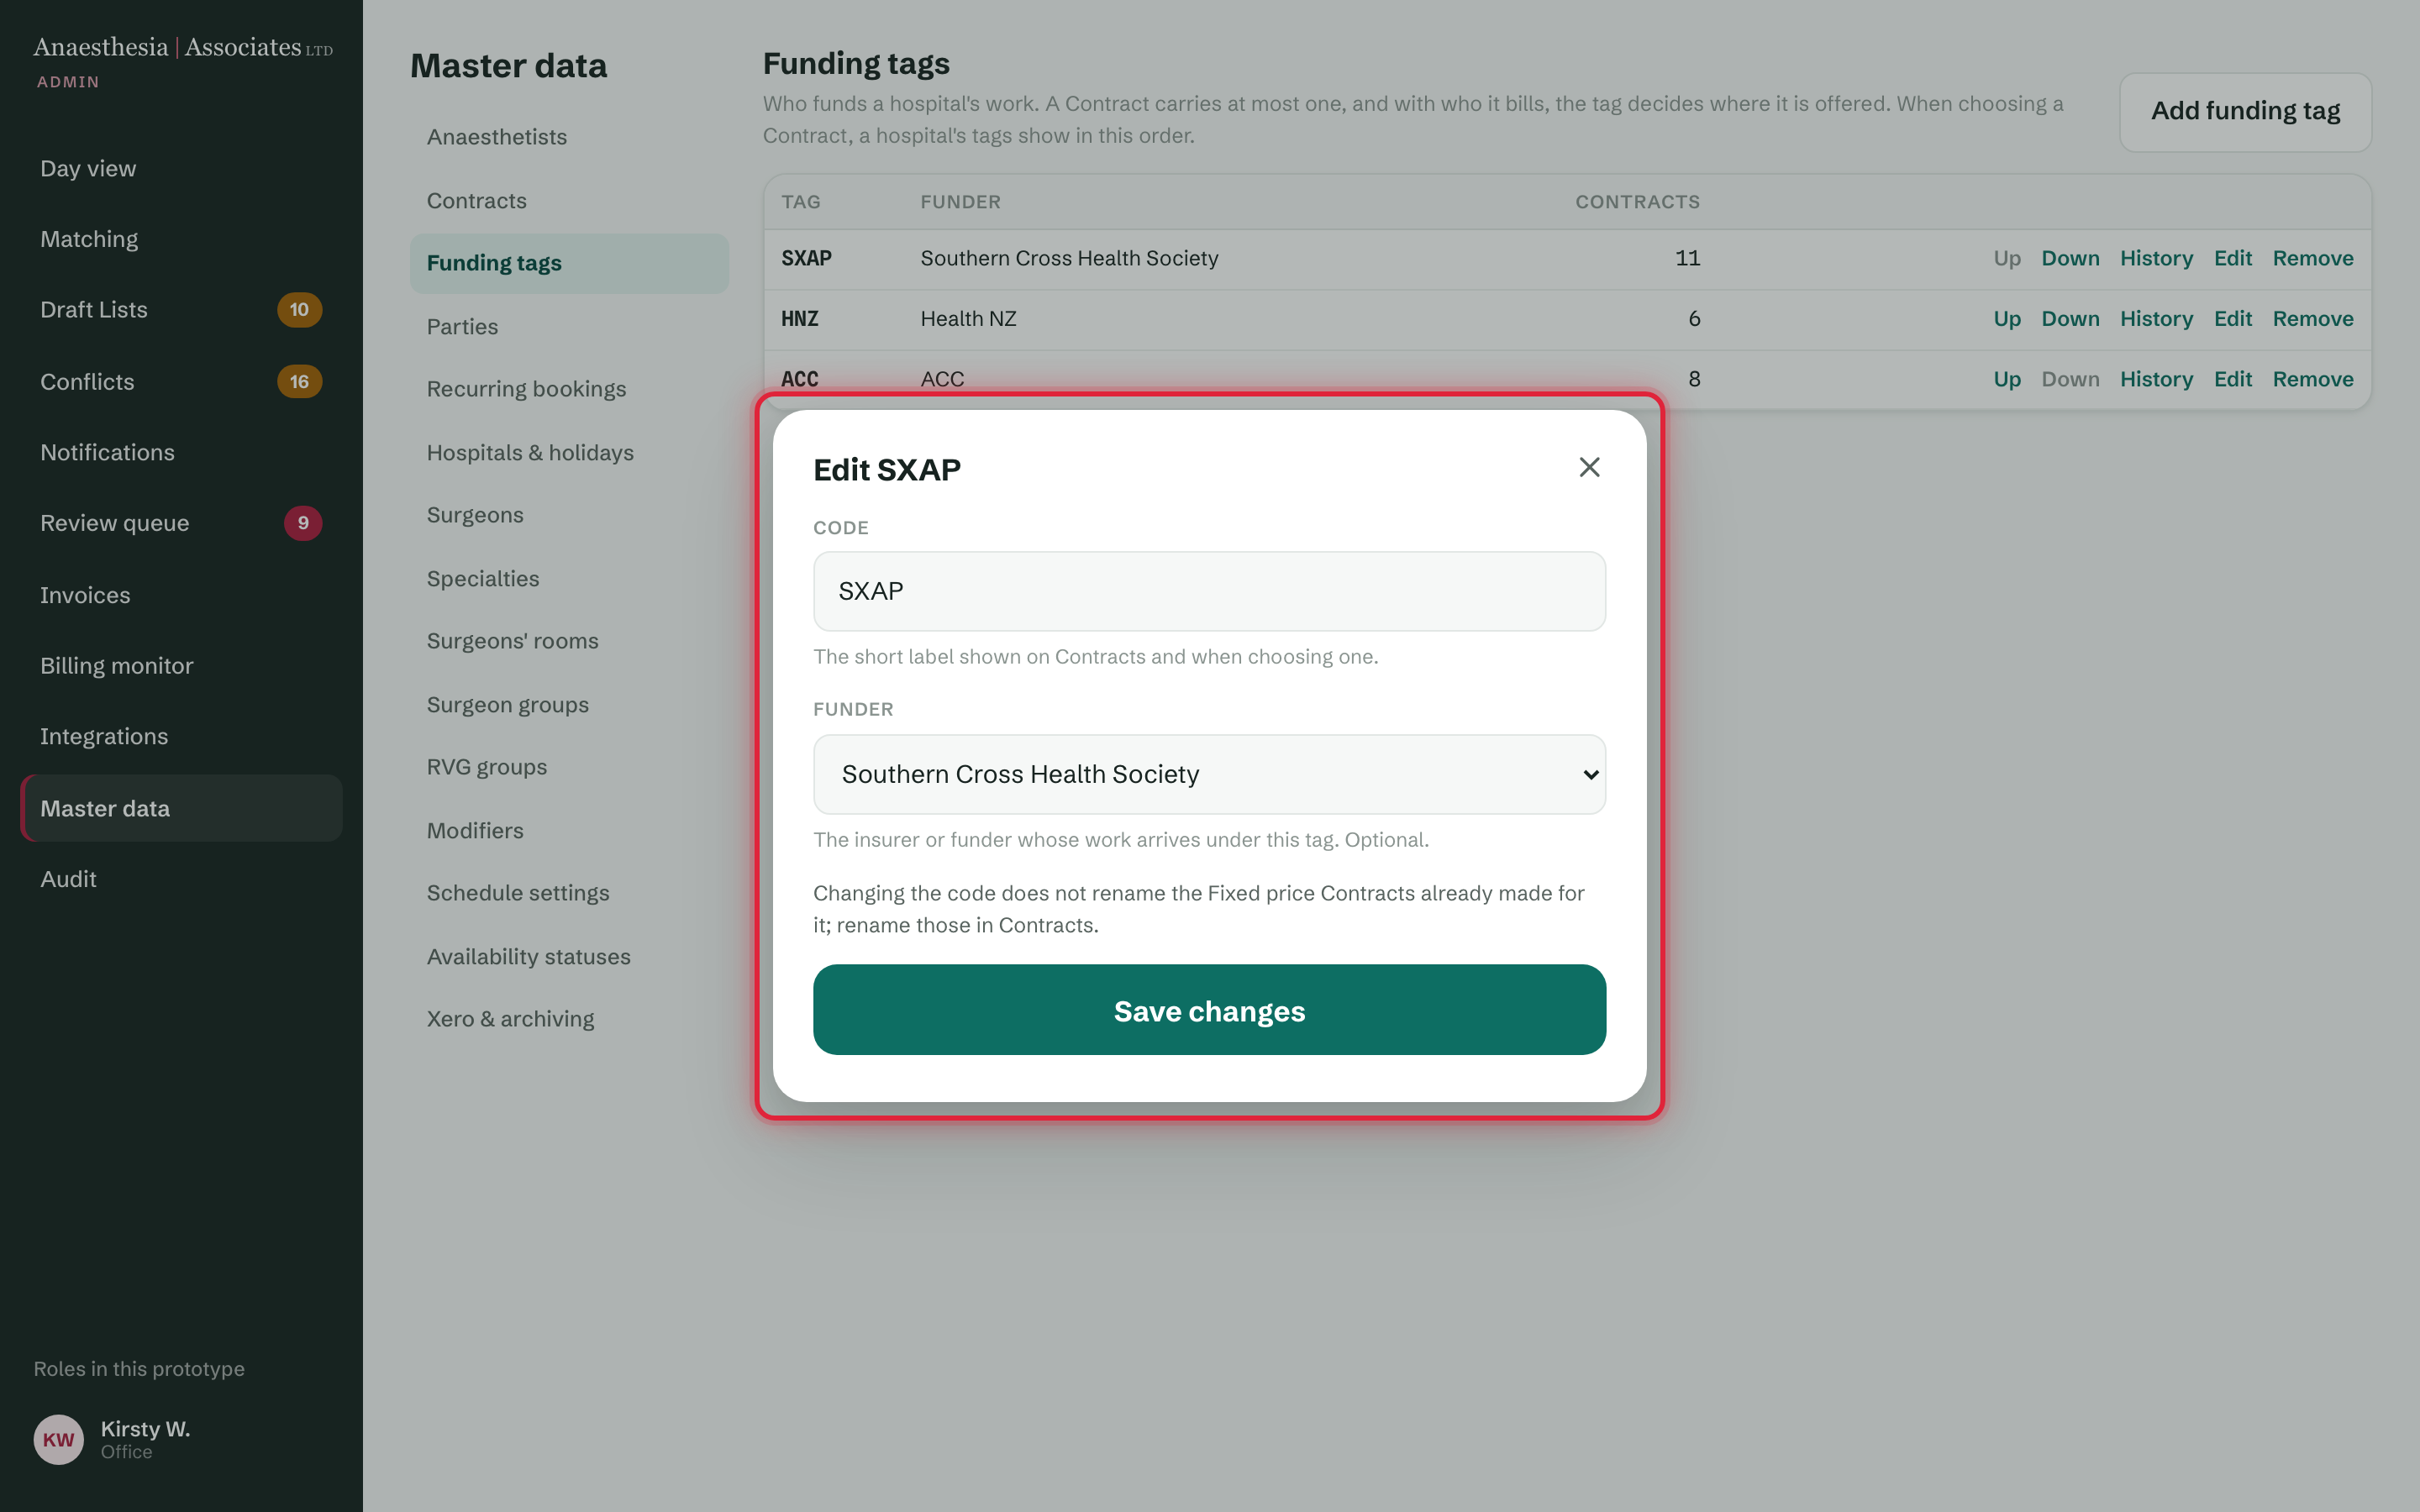 Anaesthesia | Associates LTD
ADMIN
Day view
Matching
Draft Lists 10
Conflicts 16
Notifications
Review queue 9
Invoices
Billing monitor
Integrations
Master data
Audit
Roles in this prototype
KW
Kirsty W.
Office
Master data
Anaesthetists
Contracts
Funding tags
Parties
Recurring bookings
Hospitals & holidays
Surgeons
Specialties
Surgeons' rooms
Surgeon groups
RVG groups
Modifiers
Schedule settings
Availability statuses
Xero & archiving
Funding tags
Who funds a hospital's work. A Contract carries at most one, and with who it bills, the tag decides where it is offered. When choosing a
Contract, a hospital's tags show in this order.
Add funding tag
TAG FUNDER CONTRACTS
SXAP Southern Cross Health Society 11 Up Down History Edit Remove
HNZ Health NZ 6 Up Down History Edit Remove
ACC ACC 8 Up Down History Edit Remove
Edit SXAP
CODE
SXAP
The short label shown on Contracts and when choosing one.
FUNDER
Southern Cross Health Society
The insurer or funder whose work arrives under this tag. Optional.
Changing the code does not rename the Fixed price Contracts already made for
it; rename those in Contracts.
Save changes